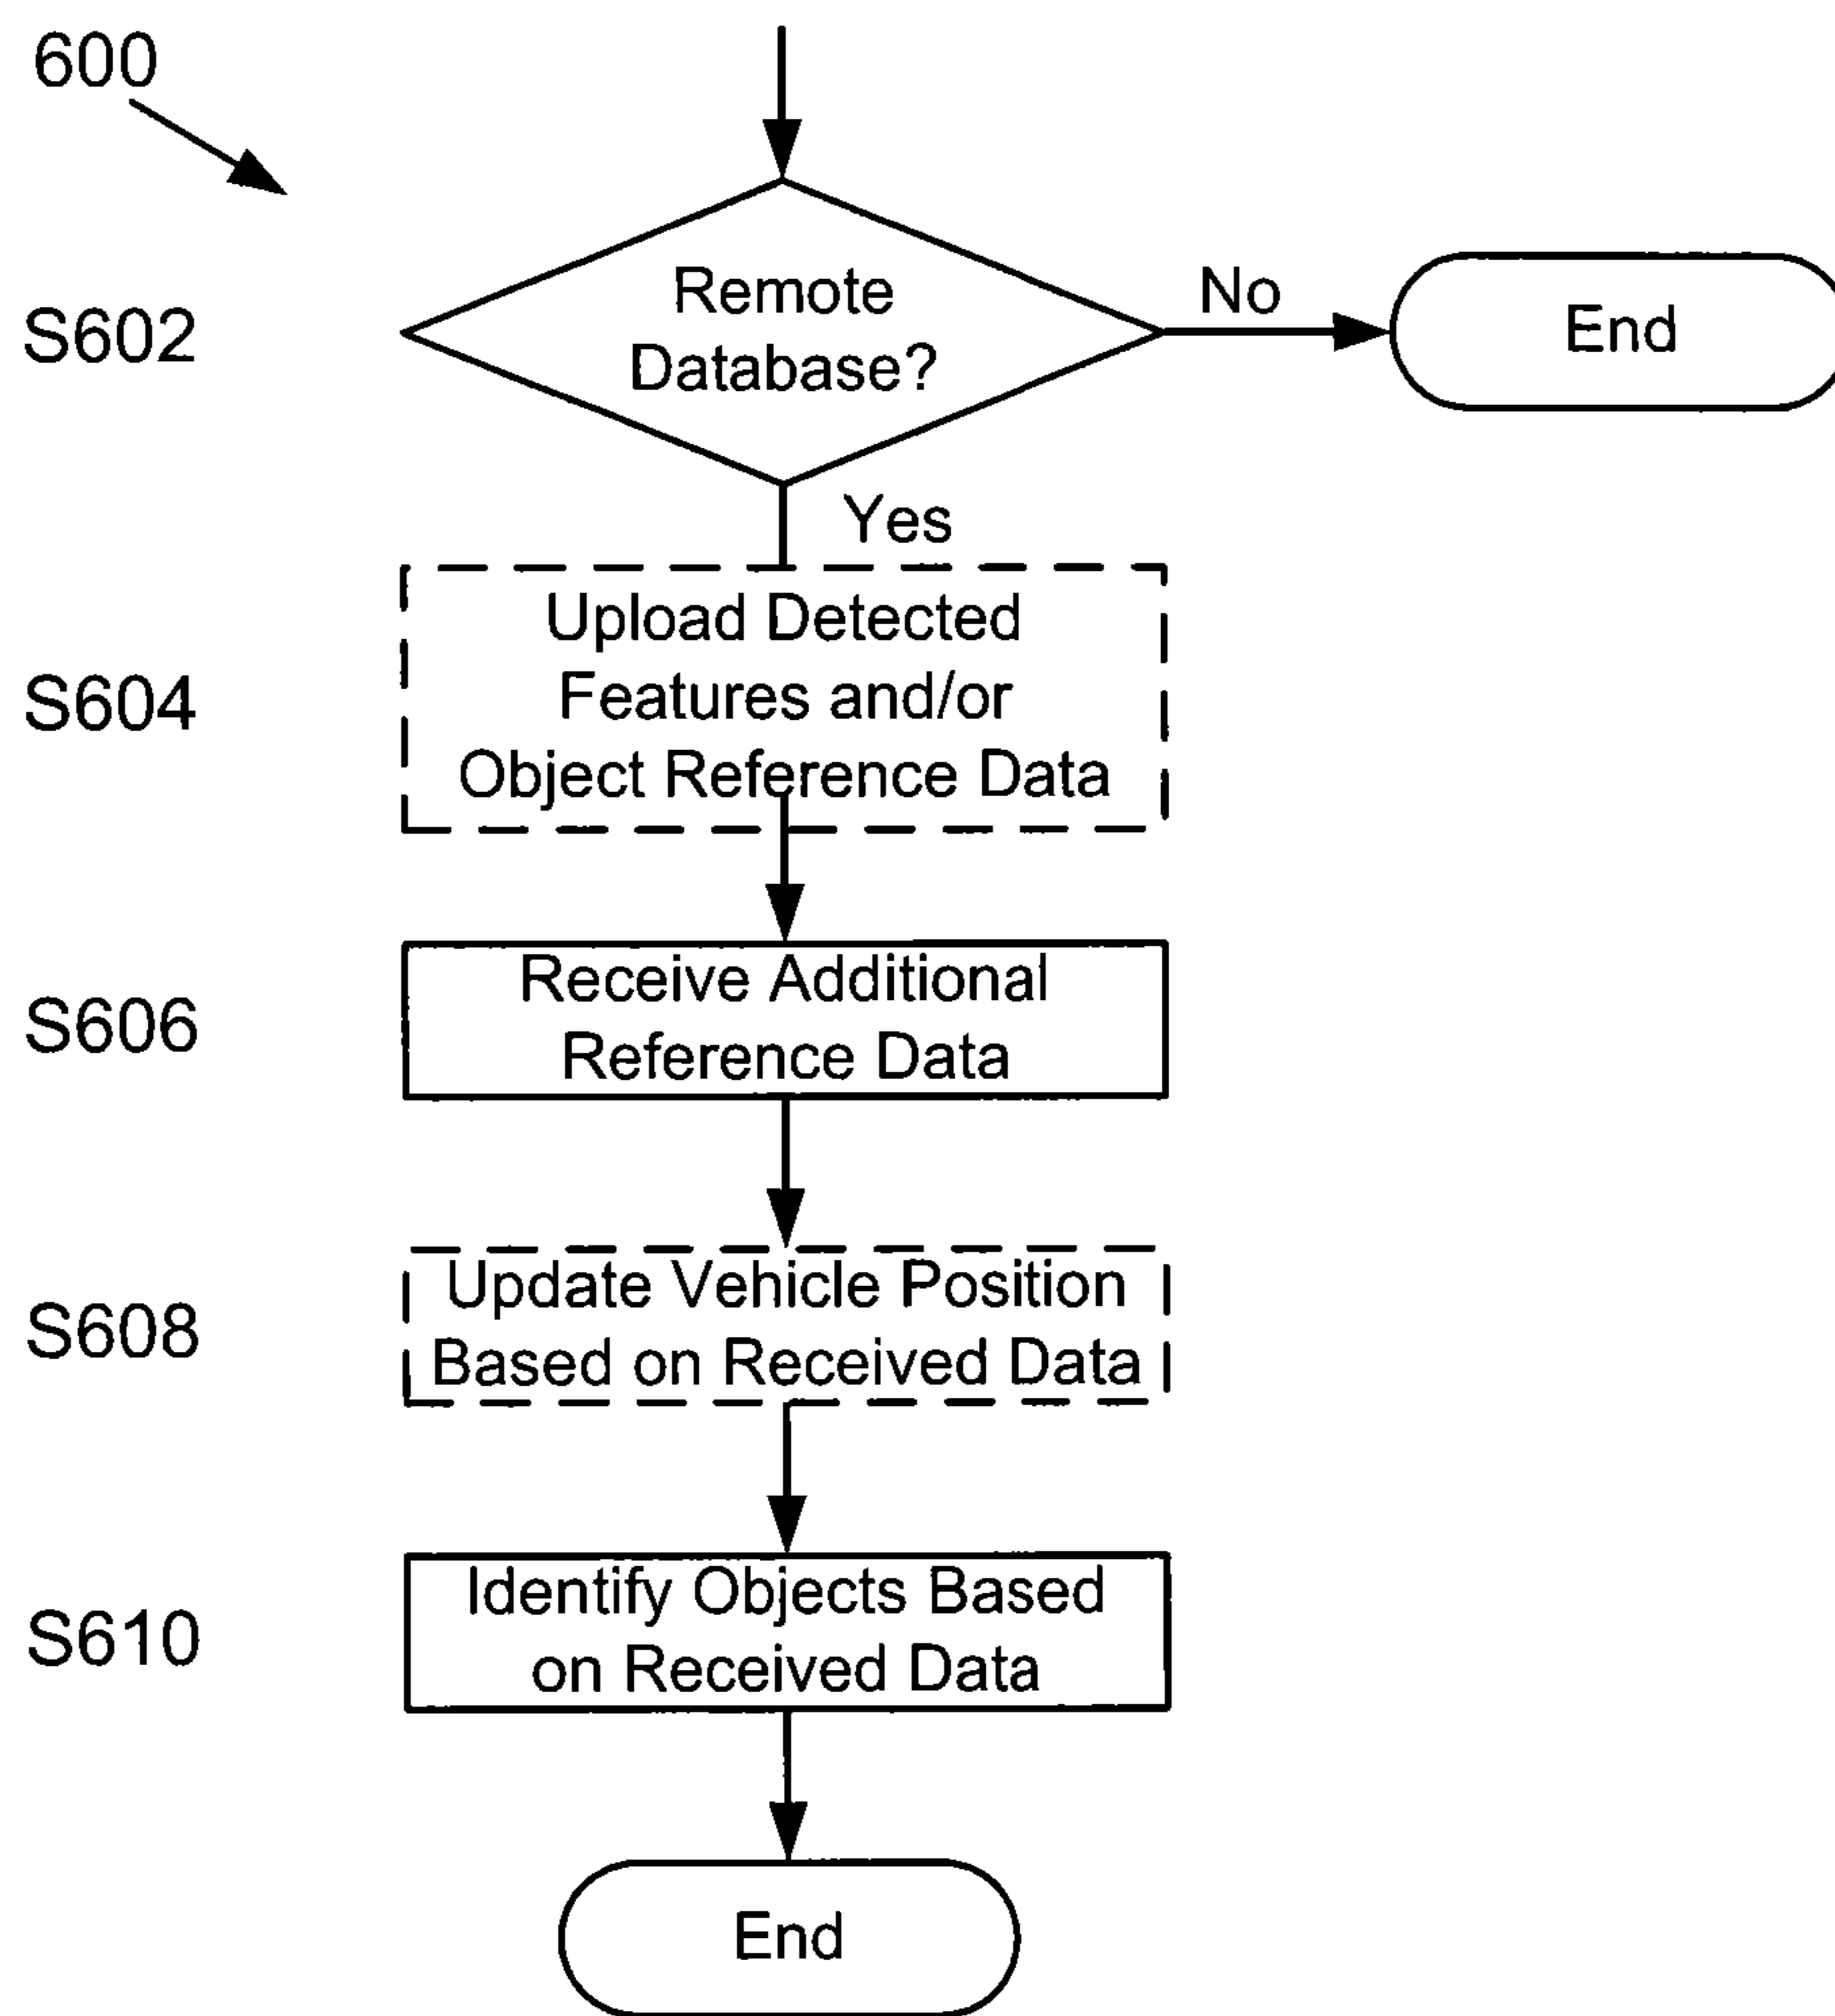 600
S602
Remote
Database?
No
End
Yes
S604
Upload Detected
Features and/or
Object Reference Data
S606
Receive Additional
Reference Data
S608
Update Vehicle Position
Based on Received Data
S610
Identify Objects Based
on Received Data
End